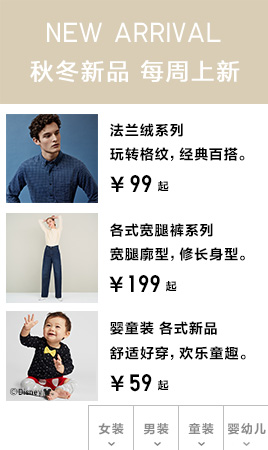 NEW ARRIVAL
秋冬新品 每周上新
法兰绒系列
玩转格纹, 经典百搭。
¥ 99 起
各式宽腿裤系列
宽腿廓型, 修长身型。
¥ 199 起
婴童装 各式新品
舒适好穿, 欢乐童趣。
¥ 59 起
©Disney
女装 男装 童装 婴幼儿